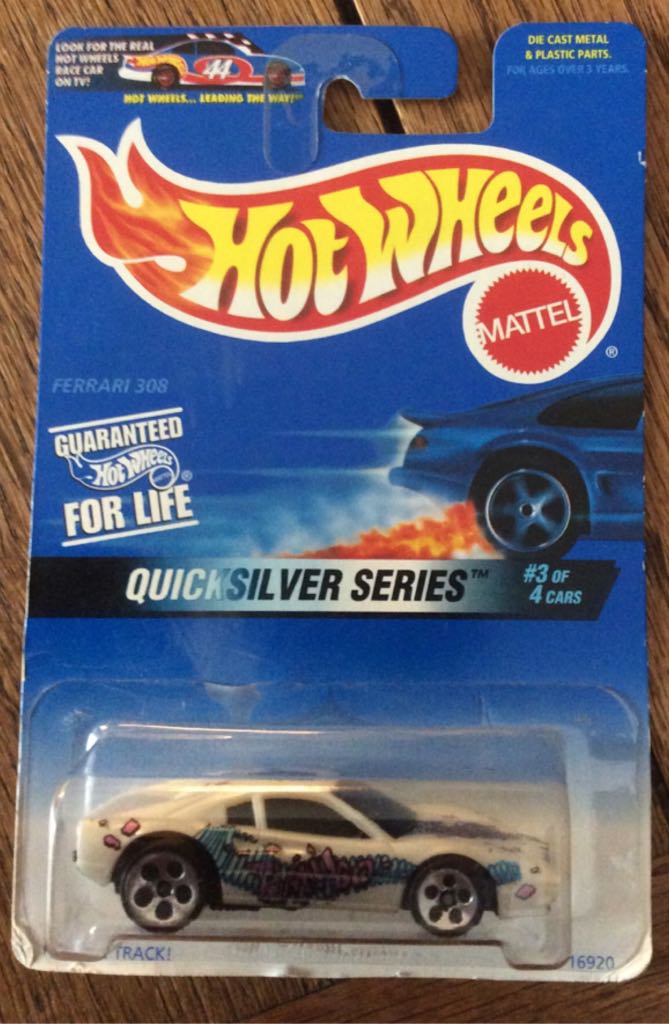 LOOK FOR THE REAL
HOT WHEELS
RACE CAR
ON TV!
44
HOT WHEELS... LEADING THE WAY!™
DIE CAST METAL
& PLASTIC PARTS.
FOR AGES OVER 3 YEARS.
HOT WHEELS
MATTEL
®
FERRARI 308
GUARANTEED
HOT WHEELS
®
FOR LIFE
QUICKSILVER SERIES™
#3 OF
4 CARS
TRACK!
16920